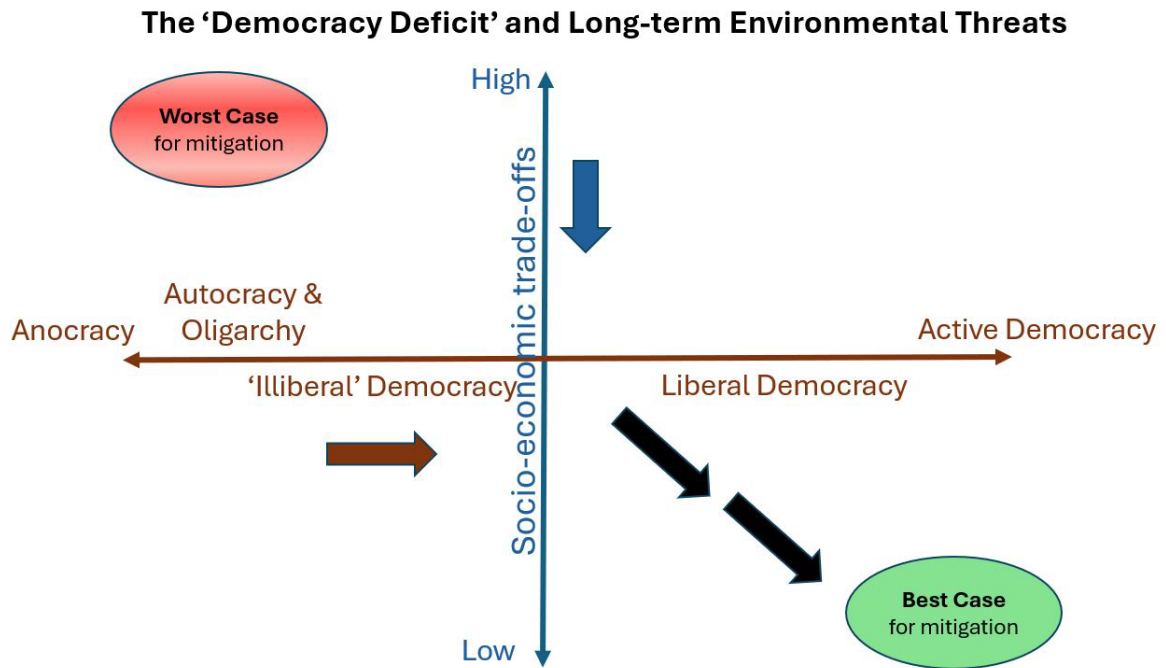 The ‘Democracy Deficit’ and Long-term Environmental Threats
High
Worst Case
for mitigation
Socio-economic trade-offs
Autocracy &
Oligarchy
Anocracy
Active Democracy
‘Illiberal’ Democracy
Liberal Democracy
Best Case
for mitigation
Low